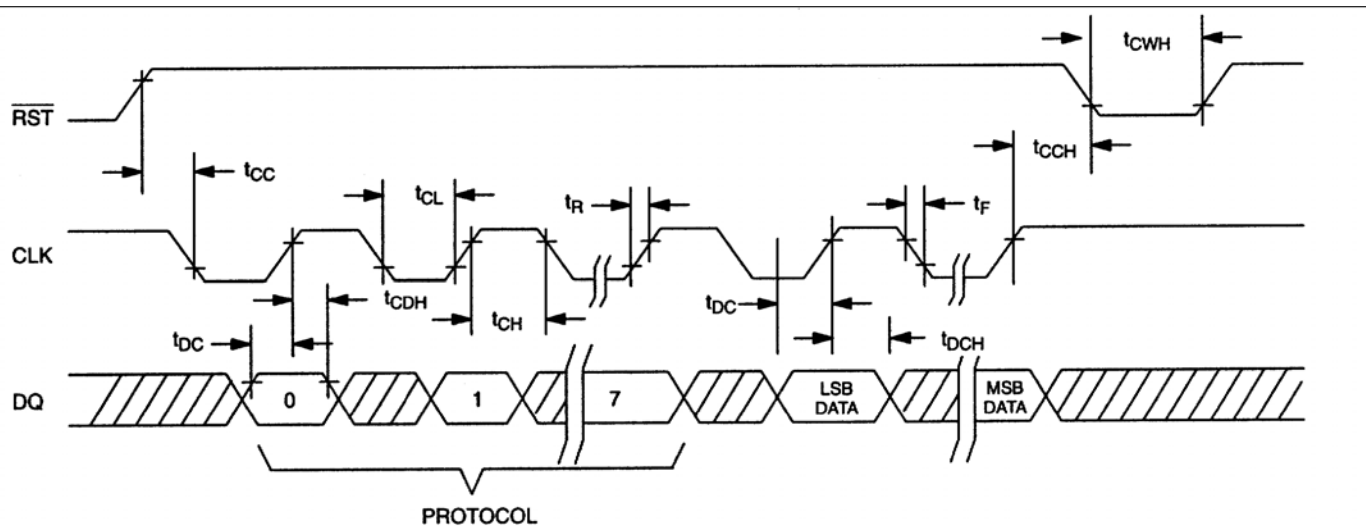 tCWH
RST
tCCH
tCC
tCL
tR
tF
CLK
tCDH
tCH
tDC
tDC
tDCH
DQ
0
1
7
LSB DATA
MSB DATA
PROTOCOL